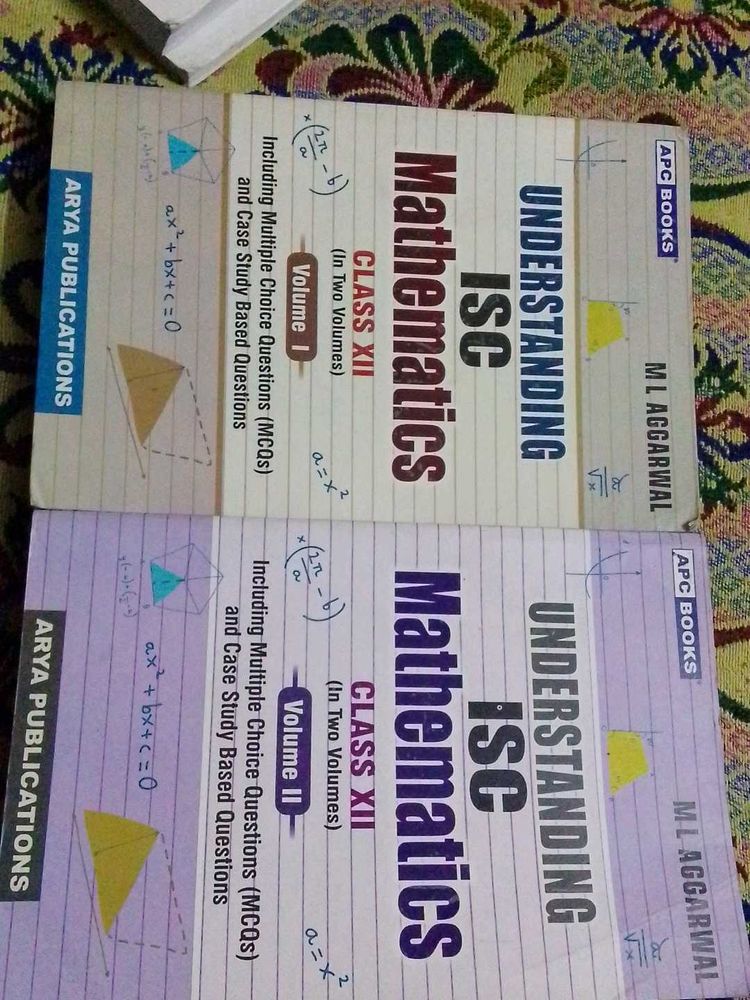 APC BOOKS
M L AGGARWAL
UNDERSTANDING
ISC
Mathematics
CLASS XII
(In Two Volumes)
Volume I
Including Multiple Choice Questions (MCQs)
and Case Study Based Questions
a = x²
ax² + bx + c = 0
ARYA PUBLICATIONS
APC BOOKS
M L AGGARWAL
UNDERSTANDING
ISC
Mathematics
CLASS XII
(In Two Volumes)
Volume II
Including Multiple Choice Questions (MCQs)
and Case Study Based Questions
a = x²
ax² + bx + c = 0
ARYA PUBLICATIONS